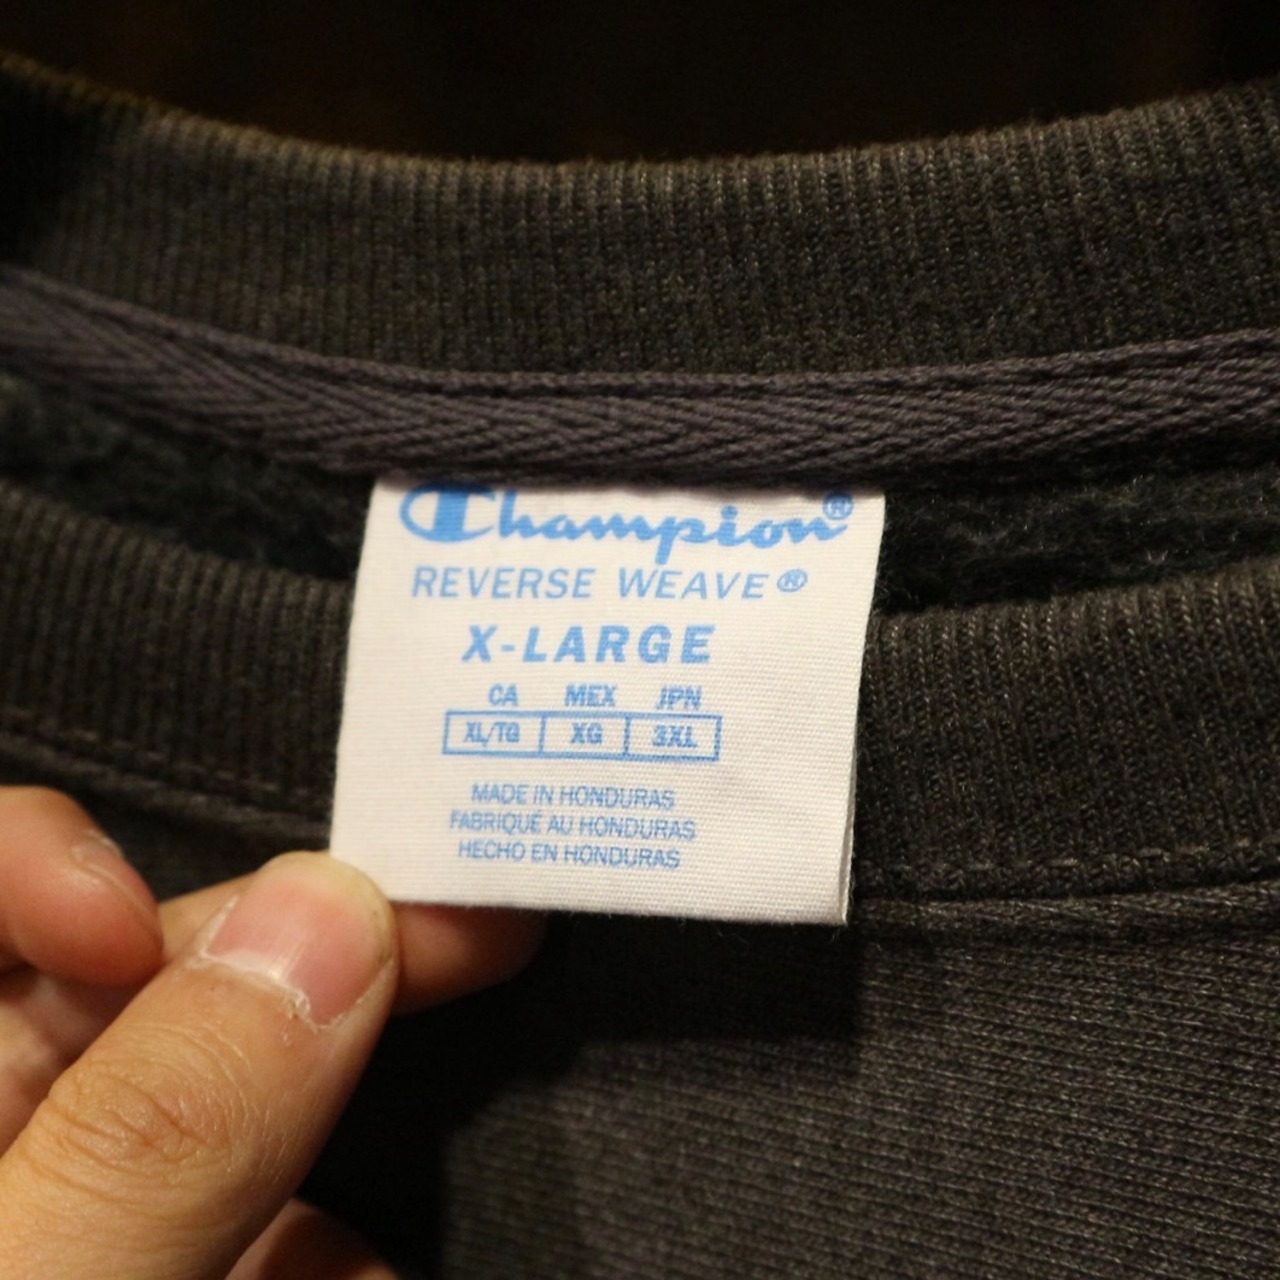 Champion®
REVERSE WEAVE®
X-LARGE
CA MEX JPN
XL/TG XG 3XL
MADE IN HONDURAS
FABRIQUÉ AU HONDURAS
HECHO EN HONDURAS